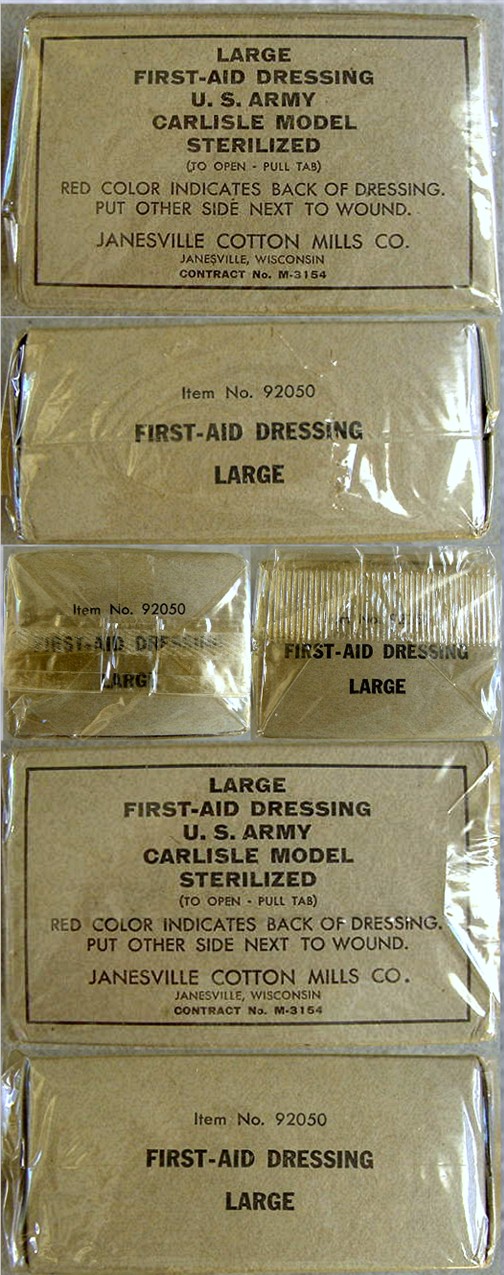 LARGE
FIRST-AID DRESSING
U. S. ARMY
CARLISLE MODEL
STERILIZED
(TO OPEN - PULL TAB)
RED COLOR INDICATES BACK OF DRESSING.
PUT OTHER SIDE NEXT TO WOUND.
JANESVILLE COTTON MILLS CO.
JANESVILLE, WISCONSIN
CONTRACT No. M-3154
Item No. 92050
FIRST-AID DRESSING
LARGE
Item No. 92050
FIRST-AID DRESSING
LARGE
FIRST-AID DRESSING
LARGE
LARGE
FIRST-AID DRESSING
U. S. ARMY
CARLISLE MODEL
STERILIZED
(TO OPEN - PULL TAB)
RED COLOR INDICATES BACK OF DRESSING.
PUT OTHER SIDE NEXT TO WOUND.
JANESVILLE COTTON MILLS CO.
JANESVILLE, WISCONSIN
CONTRACT No. M-3154
Item No. 92050
FIRST-AID DRESSING
LARGE